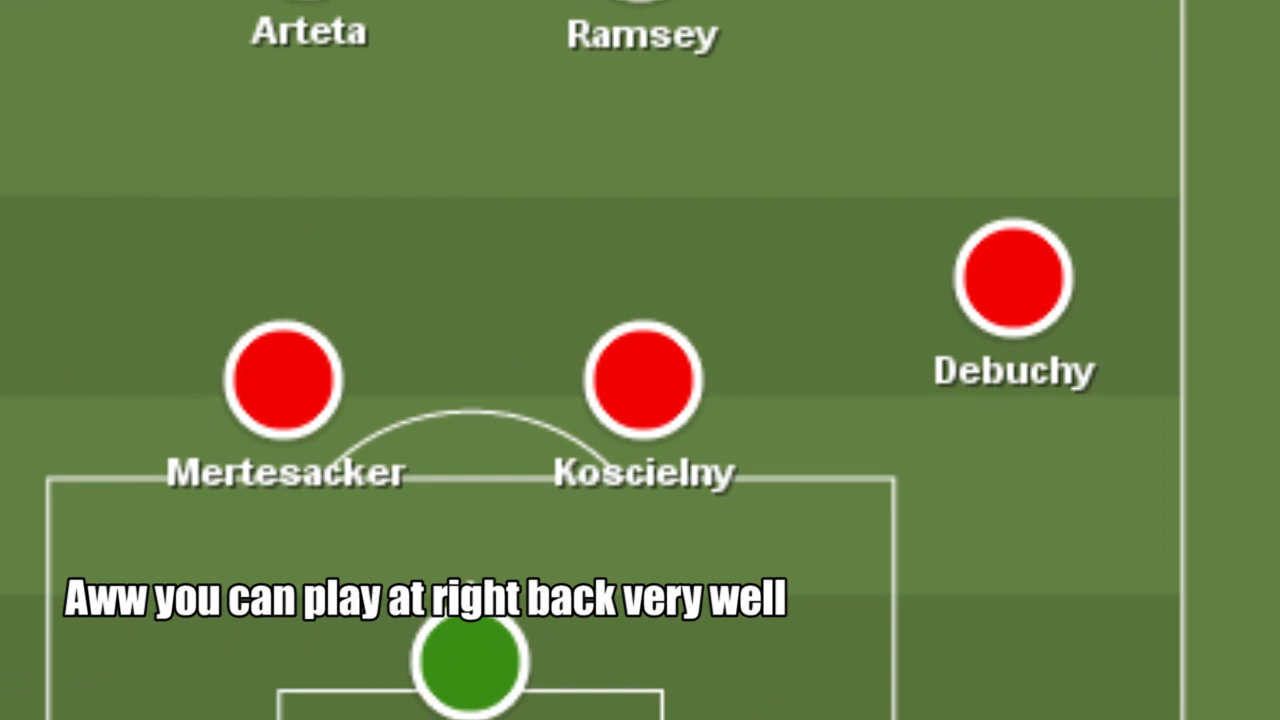 Arteta
Ramsey
Debuchy
Mertesacker
Koscielny
Aww you can play at right back very well